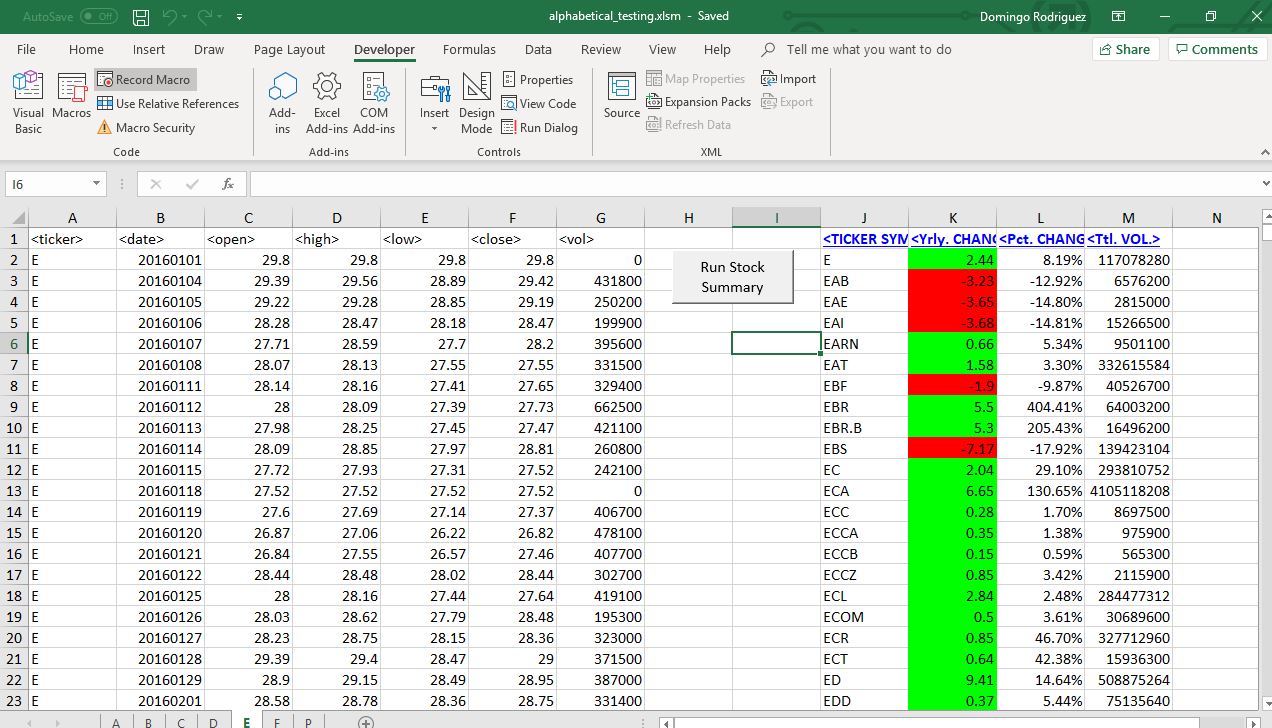 AutoSave Off alphabetical_testing.xlsm - Saved Domingo Rodriguez
File Home Insert Draw Page Layout Developer Formulas Data Review View Help Tell me what you want to do Share Comments
Visual Basic
Macros
Record Macro
Use Relative References
Macro Security
Code
Add-ins
Excel Add-ins
COM Add-ins
Add-ins
Insert
Design Mode
Properties
View Code
Run Dialog
Controls
Source
Map Properties
Expansion Packs
Refresh Data
Import
Export
XML
I6 fx
A B C D E F G H I J K L M N
1 <ticker> <date> <open> <high> <low> <close> <vol> <TICKER SYM <Yrly. CHANG <Pct. CHANG <Ttl. VOL.>
Run Stock
Summary
2 E 20160101 29.8 29.8 29.8 29.8 0 E 2.44 8.19% 117078280
3 E 20160104 29.35 29.56 28.89 29.42 431800 EAB -3.23 -12.92% 6576200
4 E 20160105 29.22 29.28 28.85 29.19 250200 EAE -3.65 -14.80% 2815000
5 E 20160106 28.28 28.47 28.18 28.47 199900 EAI -3.68 -14.81% 15266500
6 E 20160107 27.71 28.59 27.7 28.2 395600 EARN 0.66 5.34% 9501100
7 E 20160108 28.07 28.13 27.55 27.55 331500 EAT 1.58 3.30% 332615584
8 E 20160111 28.14 28.16 27.41 27.65 329400 EBF -1.9 -9.87% 40526700
9 E 20160112 28 28.09 27.39 27.73 662500 EBR 5.5 404.41% 64003200
10 E 20160113 27.98 28.25 27.45 27.47 421100 EBR.B 5.3 205.43% 16496200
11 E 20160114 28.01 28.85 27.97 28.81 260800 EBS -7.17 -17.92% 139423104
12 E 20160115 27.72 27.93 27.31 27.52 242100 EC 2.04 29.10% 293810752
13 E 20160118 27.52 27.52 27.52 27.52 0 ECA 6.65 130.65% 4105118208
14 E 20160119 27.6 27.69 27.14 27.37 406700 ECC 0.28 1.70% 8697500
15 E 20160120 26.87 27.06 26.22 26.82 478100 ECCA 0.35 1.38% 975900
16 E 20160121 26.84 27.55 26.57 27.46 407700 ECCB 0.15 0.59% 565300
17 E 20160122 28.44 28.48 28.02 28.44 302700 ECCZ 0.85 3.42% 2115900
18 E 20160125 28 28.16 27.44 27.64 419100 ECL 2.84 2.48% 284477312
19 E 20160126 28.03 28.62 27.79 28.48 195300 ECOM 0.5 3.61% 30689600
20 E 20160127 28.23 28.75 28.15 28.36 323000 ECR 0.85 46.70% 327712960
21 E 20160128 29.39 29.4 28.47 29 371500 ECT 0.64 42.38% 15936300
22 E 20160129 28.9 29.15 28.49 28.95 387000 ED 9.41 14.64% 508875264
23 E 20160201 28.53 28.78 28.36 28.75 331400 EDD 0.37 5.44% 75135640
A B C D E F P